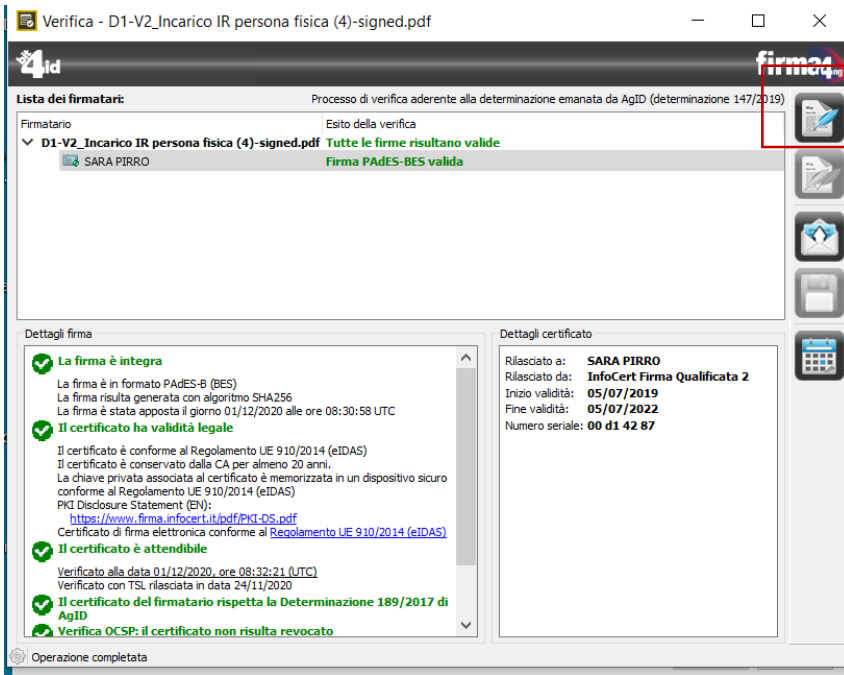 Verifica - D1-V2_Incarico IR persona fisica (4)-signed.pdf
4id
firma4ng
Lista dei firmatari:
Processo di verifica aderente alla determinazione emanata da AgID (determinazione 147/2019)
Firmatario
Esito della verifica
D1-V2_Incarico IR persona fisica (4)-signed.pdf Tutte le firme risultano valide
SARA PIRRO
Firma PAdES-BES valida
Dettagli firma
La firma è integra
La firma è in formato PAdES-B (BES)
La firma risulta generata con algoritmo SHA256
La firma è stata apposta il giorno 01/12/2020 alle ore 08:30:58 UTC
Il certificato ha validità legale
Il certificato è conforme al Regolamento UE 910/2014 (eIDAS)
Il certificato è conservato dalla CA per almeno 20 anni.
La chiave privata associata al certificato è memorizzata in un dispositivo sicuro
conforme al Regolamento UE 910/2014 (eIDAS)
PKI Disclosure Statement (EN):
https://www.firma.infocert.it/pdf/PKI-DS.pdf
Certificato di firma elettronica conforme al Regolamento UE 910/2014 (eIDAS)
Il certificato è attendibile
Verificato alla data 01/12/2020, ore 08:32:21 (UTC)
Verificato con TSL rilasciata in data 24/11/2020
Il certificato del firmatario rispetta la Determinazione 189/2017 di
AgID
Verifica OCSP: il certificato non risulta revocato
Dettagli certificato
Rilasciato a: SARA PIRRO
Rilasciato da: InfoCert Firma Qualificata 2
Inizio validità: 05/07/2019
Fine validità: 05/07/2022
Numero seriale: 00 d1 42 87
Operazione completata